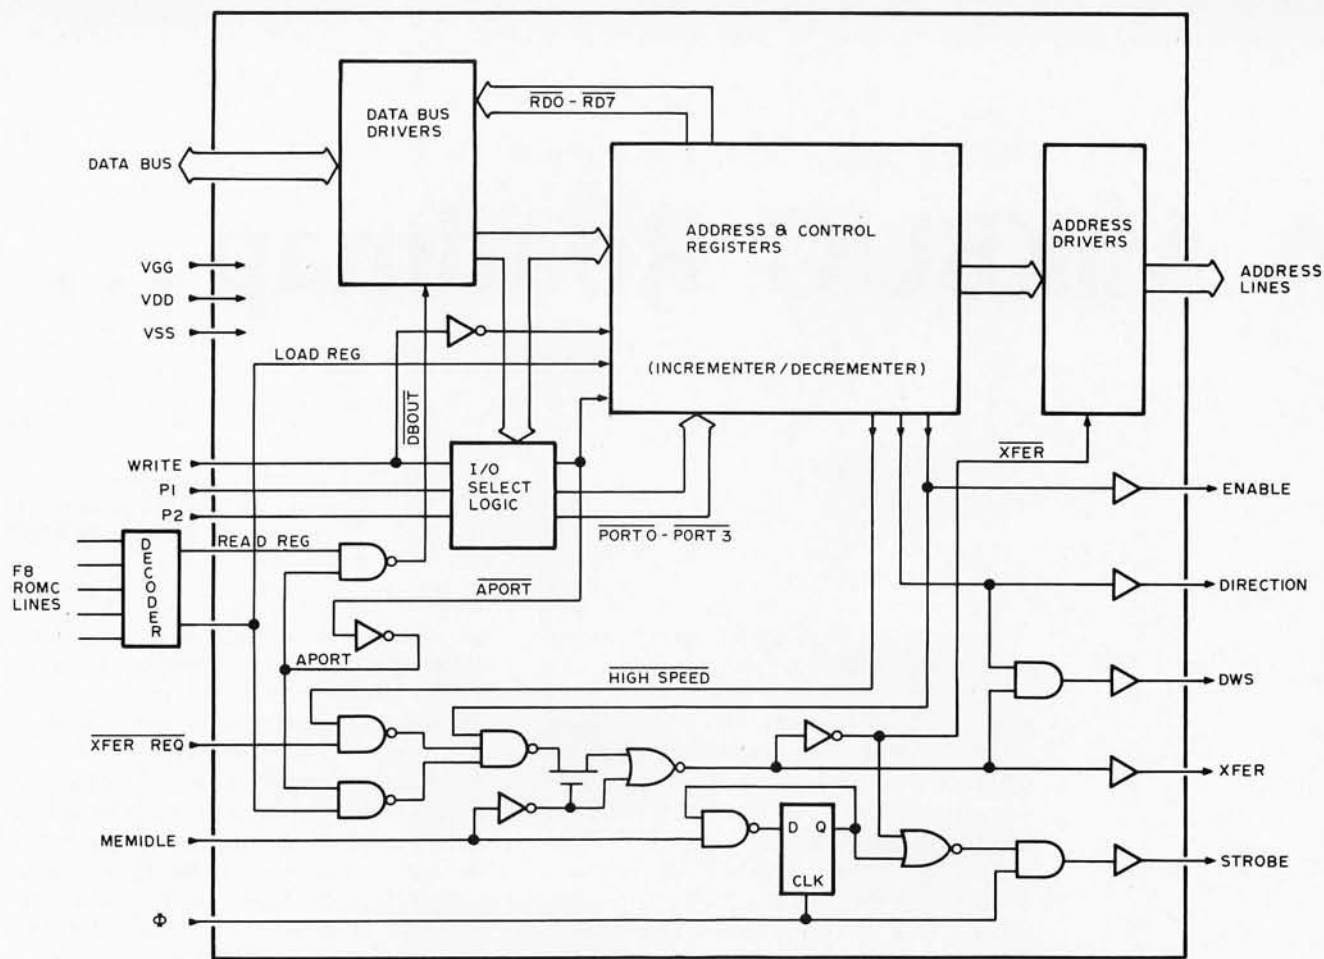 RD0 - RD7
DATA BUS
DRIVERS
DATA BUS
ADDRESS & CONTROL
REGISTERS
ADDRESS
DRIVERS
ADDRESS
LINES
VGG
VDD
VSS
LOAD REG
(INCREMENTER/DECREMENTER)
DBOUT
XFER
WRITE
P1
P2
I/O
SELECT
LOGIC
ENABLE
PORT 0 - PORT 3
READ REG
DECODER
F8
ROMC
LINES
APORT
DIRECTION
APORT
HIGH SPEED
DWS
XFER REQ
XFER
MEMIDLE
D Q
CLK
STROBE
Φ